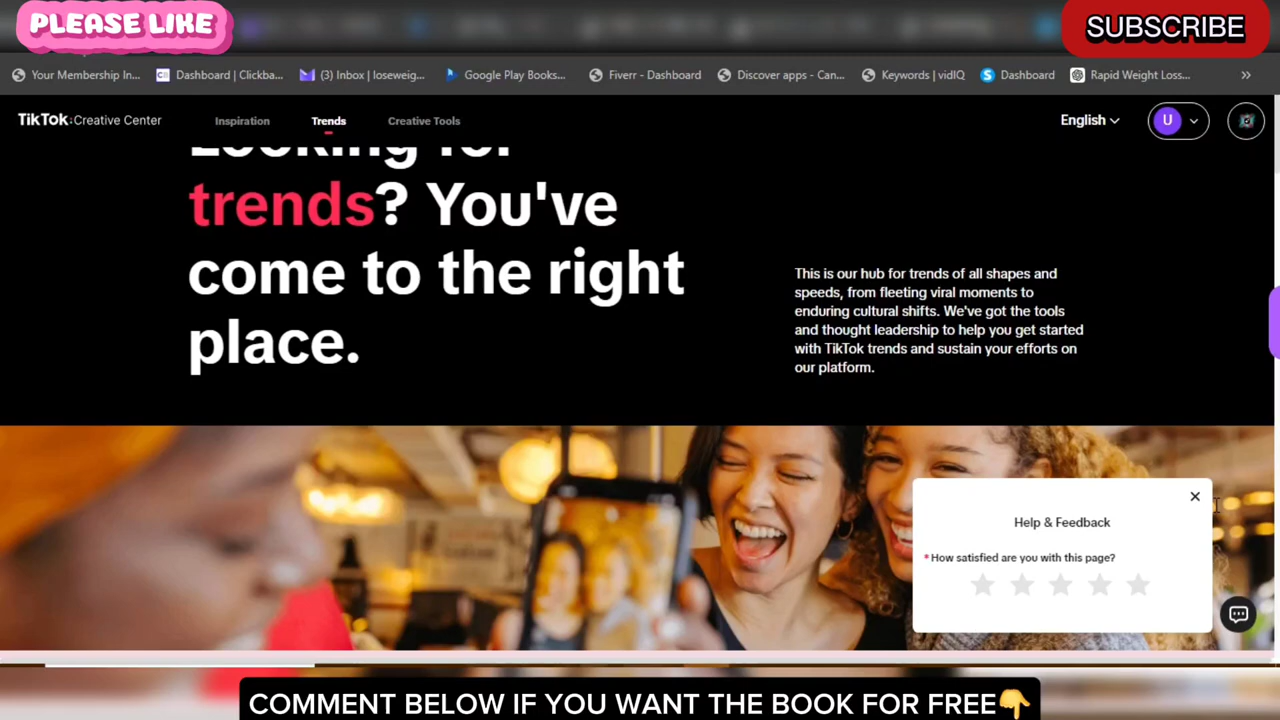 PLEASE LIKE
SUBSCRIBE
Your Membership In...
Dashboard | Clickba...
(3) Inbox | loseweig...
Google Play Books...
Fiverr - Dashboard
Discover apps - Can...
Keywords | vidIQ
Dashboard
Rapid Weight Loss...
TikTok: Creative Center
Inspiration
Trends
Creative Tools
English
U
Looking for
trends? You've
come to the right
place.
This is our hub for trends of all shapes and
speeds, from fleeting viral moments to
enduring cultural shifts. We've got the tools
and thought leadership to help you get started
with TikTok trends and sustain your efforts on
our platform.
Help & Feedback
*How satisfied are you with this page?
COMMENT BELOW IF YOU WANT THE BOOK FOR FREE👇